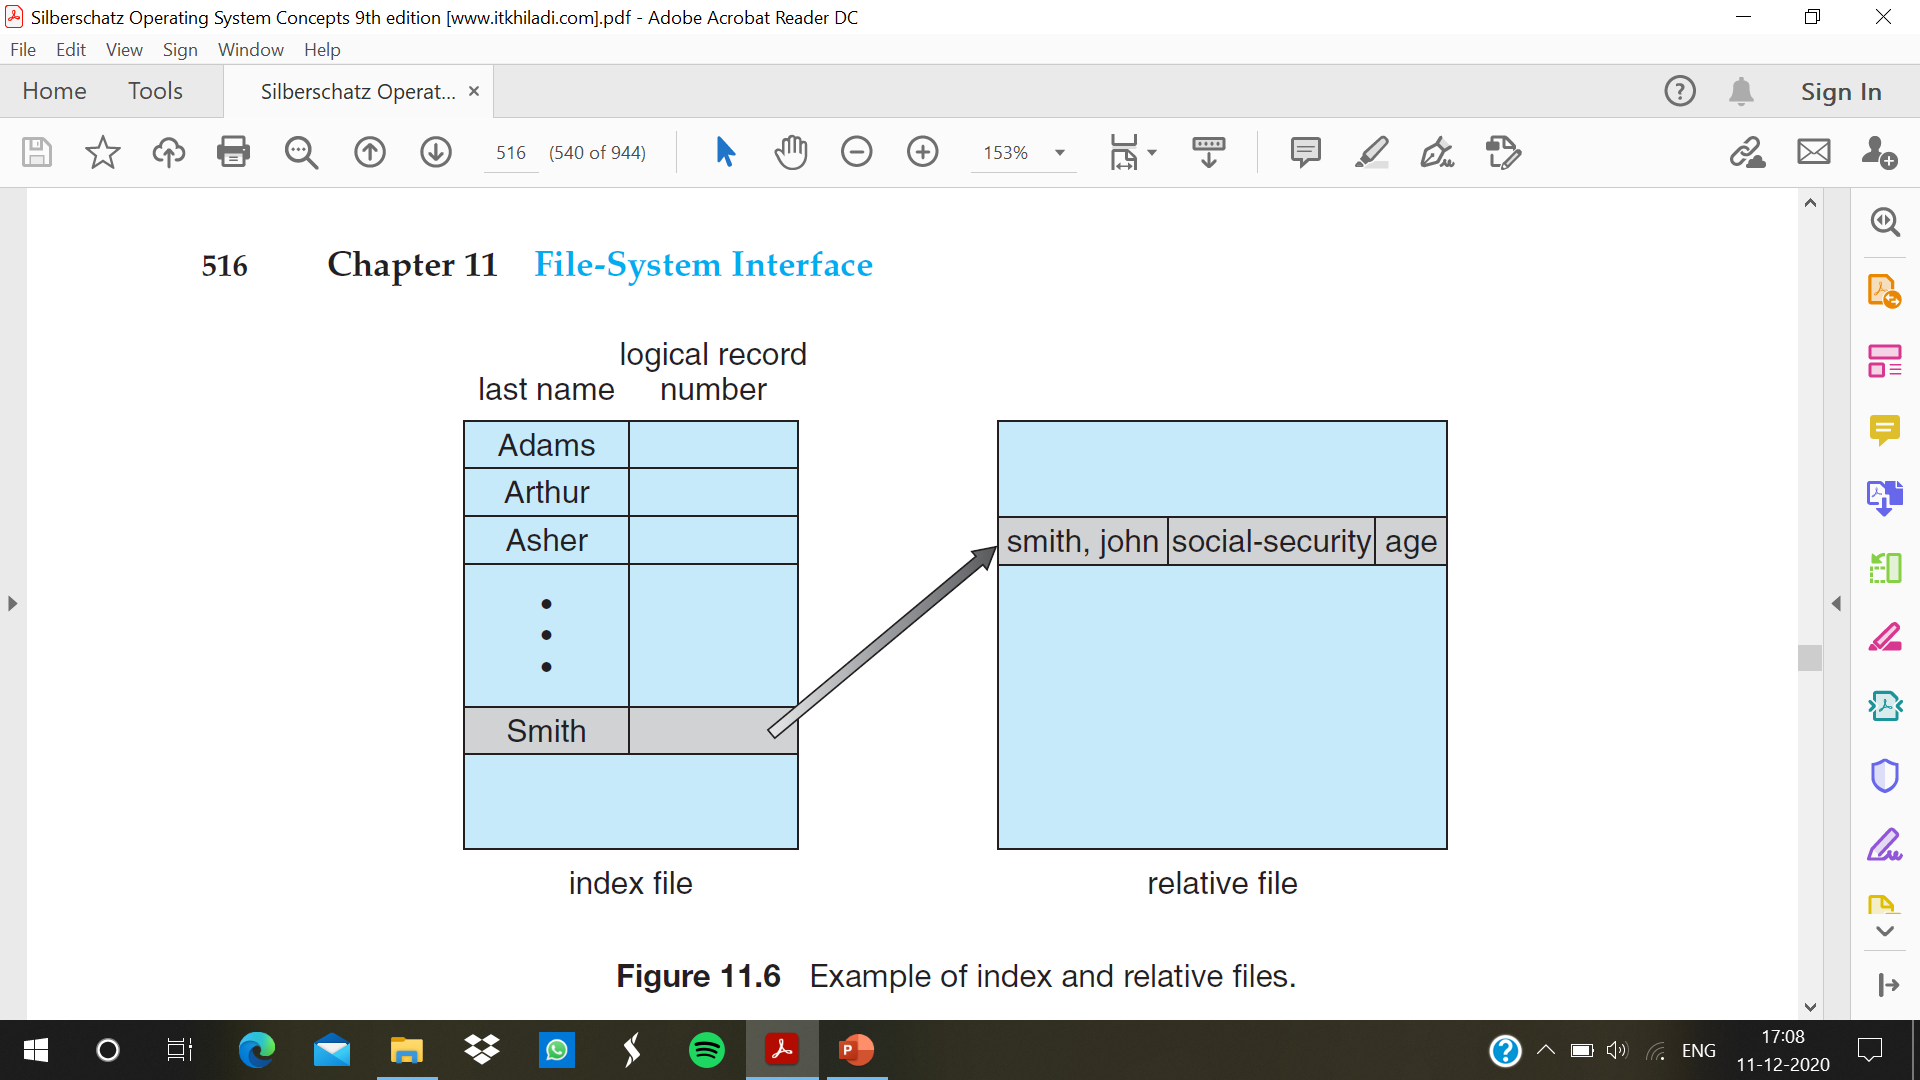 Silberschatz Operating System Concepts 9th edition [www.itkhiladi.com].pdf - Adobe Acrobat Reader DC
File Edit View Sign Window Help
Home Tools Silberschatz Operat... × Sign In
516 (540 of 944) 153%
516 Chapter 11 File-System Interface
logical record
last name number
Adams
Arthur
Asher
smith, john social-security age
Smith
index file relative file
Figure 11.6 Example of index and relative files.
ENG
17:08
11-12-2020